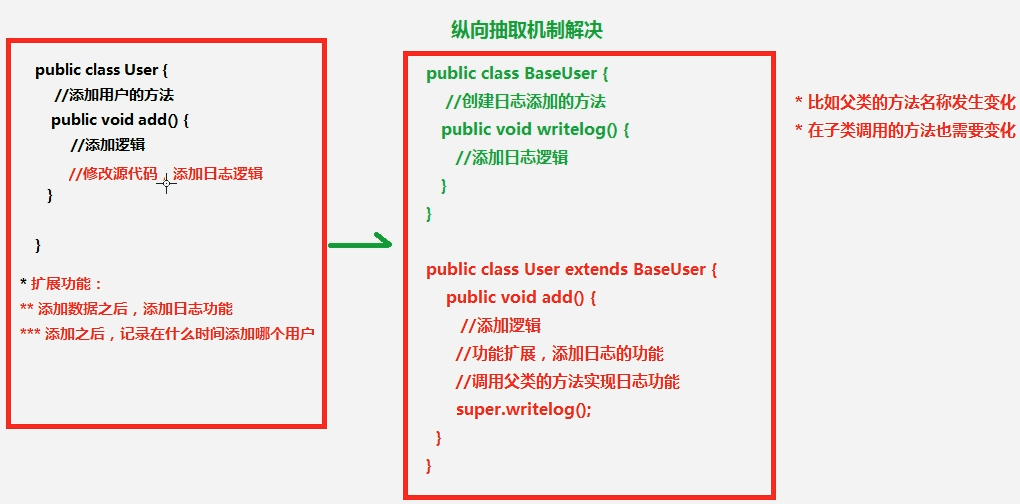 纵向抽取机制解决
public class User {
//添加用户的方法
public void add() {
//添加逻辑
//修改源代码，添加日志逻辑
}
}
* 扩展功能：
** 添加数据之后，添加日志功能
*** 添加之后，记录在什么时间添加哪个用户
public class BaseUser {
//创建日志添加的方法
public void writelog() {
//添加日志逻辑
}
}
public class User extends BaseUser {
public void add() {
//添加逻辑
//功能扩展，添加日志的功能
//调用父类的方法实现日志功能
super.writelog();
}
}
* 比如父类的方法名称发生变化
* 在子类调用的方法也需要变化